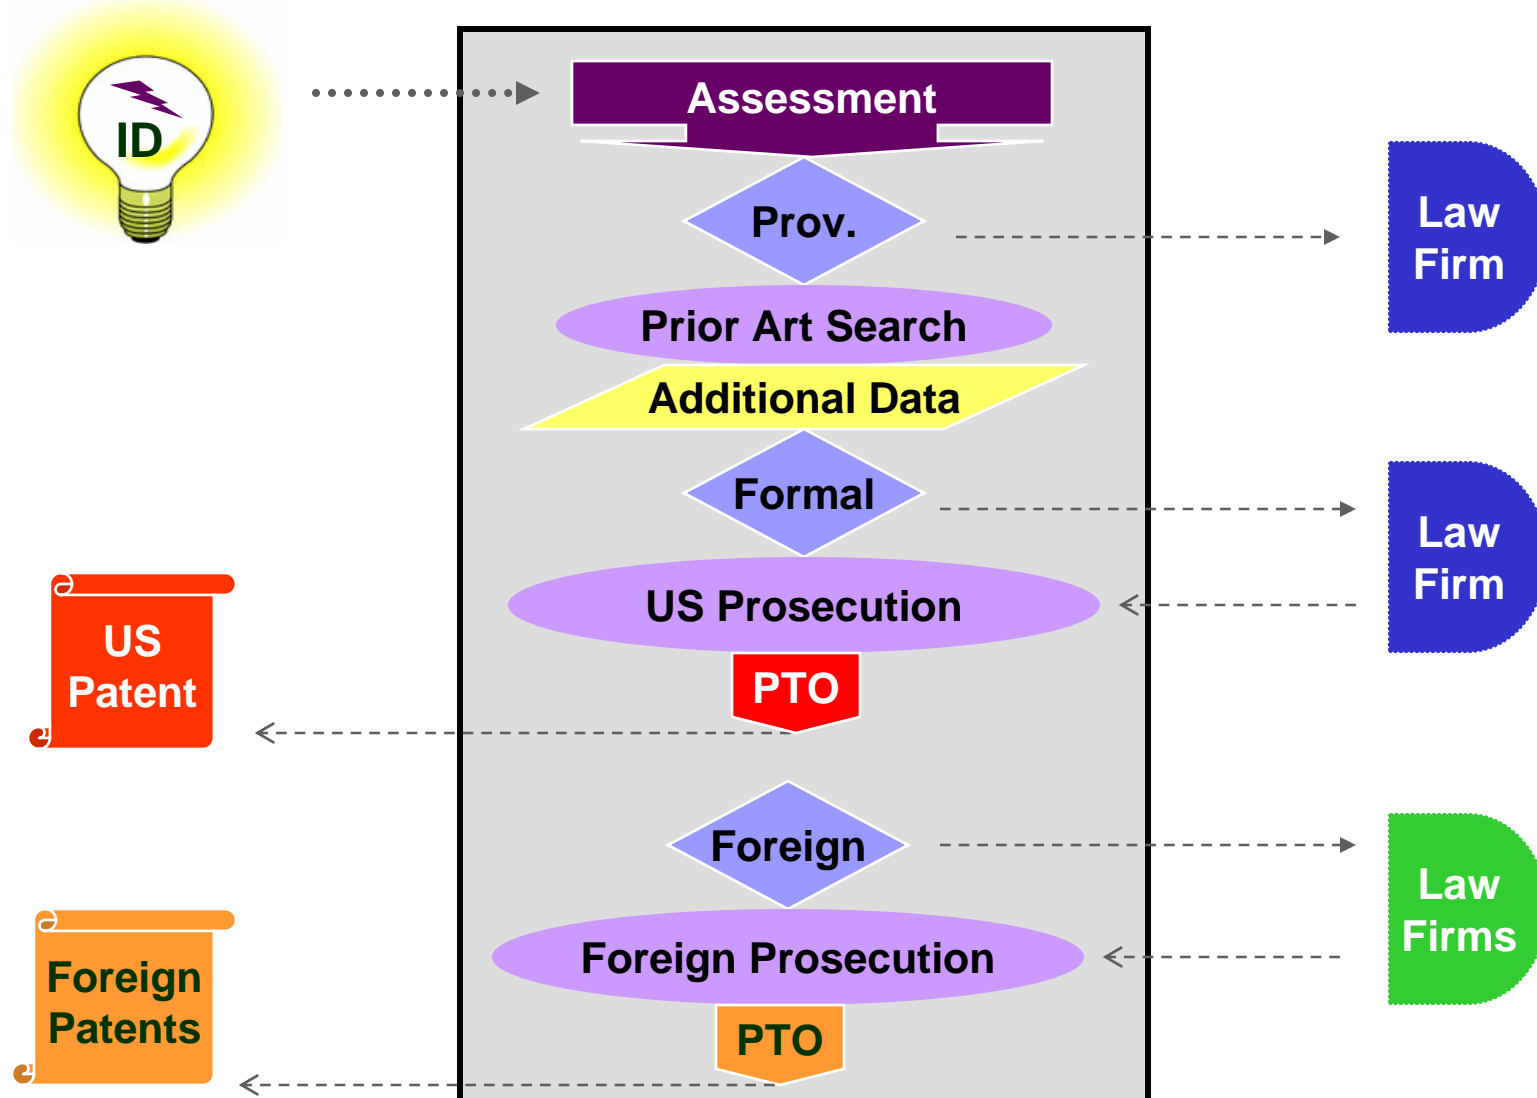 ID
Assessment
Prov.
Law
Firm
Prior Art Search
Additional Data
Formal
Law
Firm
US Prosecution
US
Patent
PTO
Foreign
Law
Firms
Foreign Prosecution
Foreign
Patents
PTO